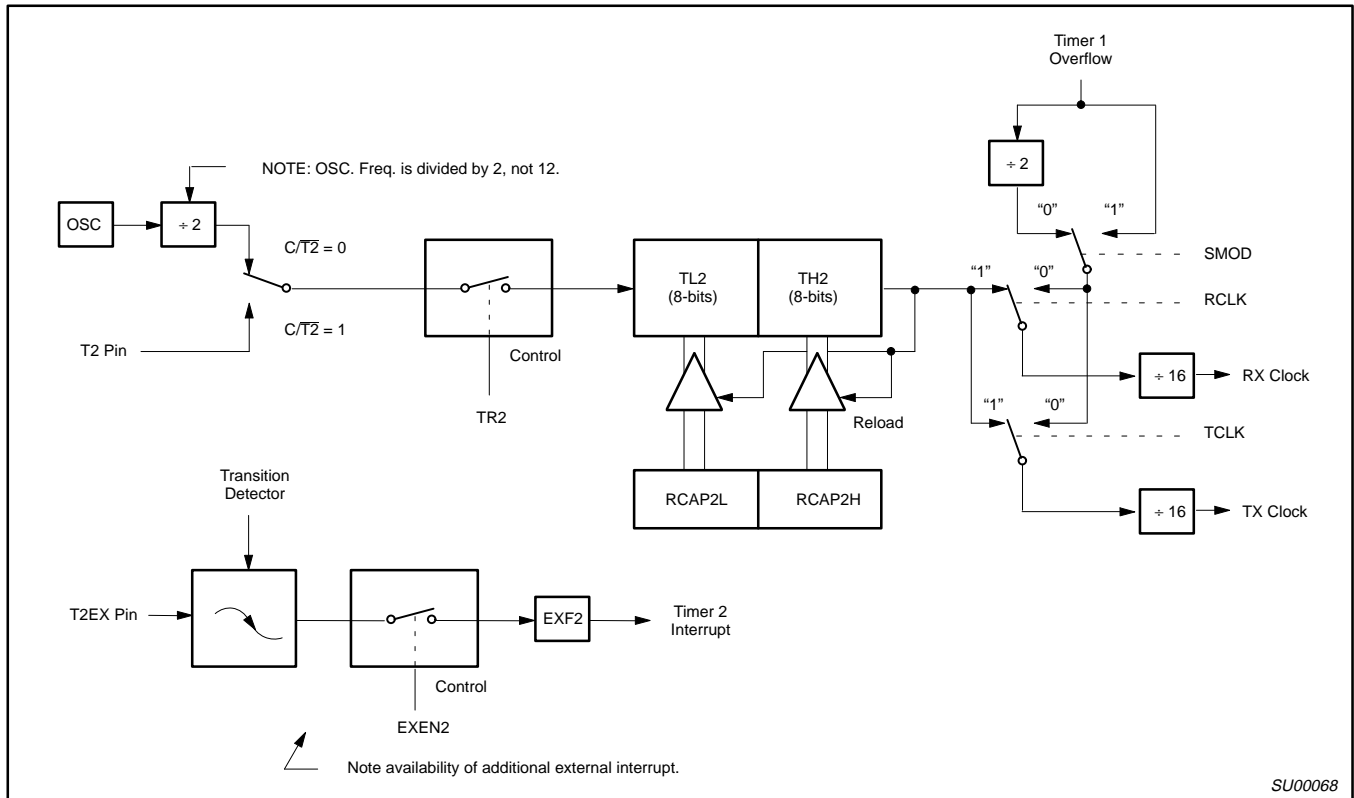 Timer 1
Overflow
÷ 2
NOTE: OSC. Freq. is divided by 2, not 12.
“0”
“1”
OSC
÷ 2
C/T̅2̅ = 0
SMOD
TL2
(8-bits)
TH2
(8-bits)
“1”
“0”
RCLK
C/T̅2̅ = 1
T2 Pin
Control
÷ 16
RX Clock
TR2
Reload
“1”
“0”
TCLK
Transition
Detector
RCAP2L
RCAP2H
÷ 16
TX Clock
T2EX Pin
EXF2
Timer 2
Interrupt
Control
EXEN2
Note availability of additional external interrupt.
SU00068